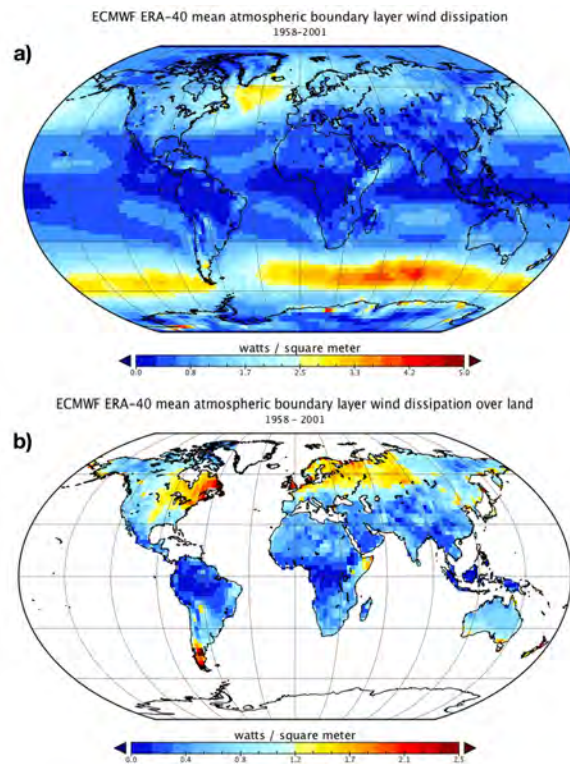 ECMWF ERA-40 mean atmospheric boundary layer wind dissipation
1958-2001
a)
watts / square meter
0.0 0.8 1.7 2.5 3.3 4.2 5.0
ECMWF ERA-40 mean atmospheric boundary layer wind dissipation over land
1958 - 2001
b)
watts / square meter
0.0 0.4 0.8 1.2 1.7 2.1 2.5